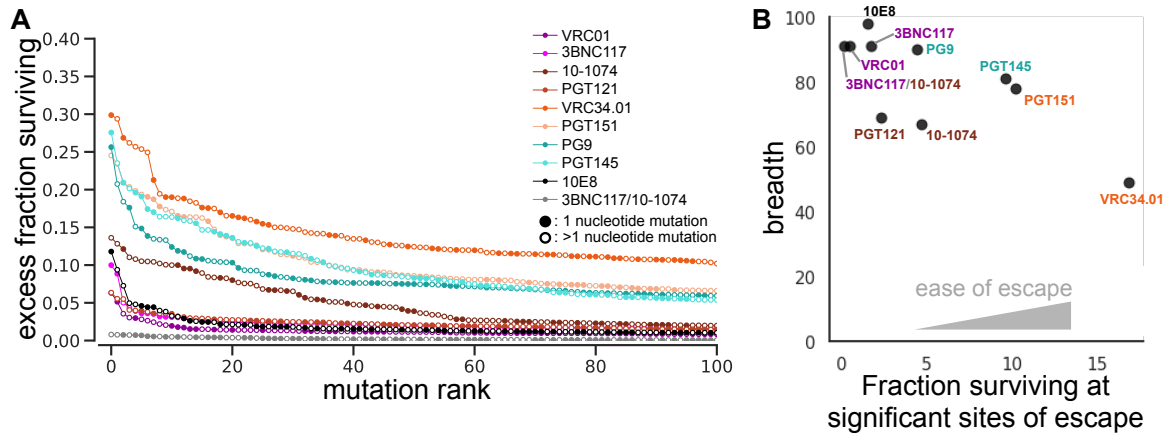 A
excess fraction surviving
0.40
0.35
0.30
0.25
0.20
0.15
0.10
0.05
0.00
0
20
40
60
80
100
mutation rank
VRC01
3BNC117
10-1074
PGT121
VRC34.01
PGT151
PG9
PGT145
10E8
3BNC117/10-1074
: 1 nucleotide mutation
: >1 nucleotide mutation
B
breadth
100
80
60
40
20
0
10E8
3BNC117
PG9
VRC01
3BNC117/10-1074
PGT145
PGT151
PGT121
10-1074
VRC34.01
ease of escape
0
5
10
15
Fraction surviving at
significant sites of escape